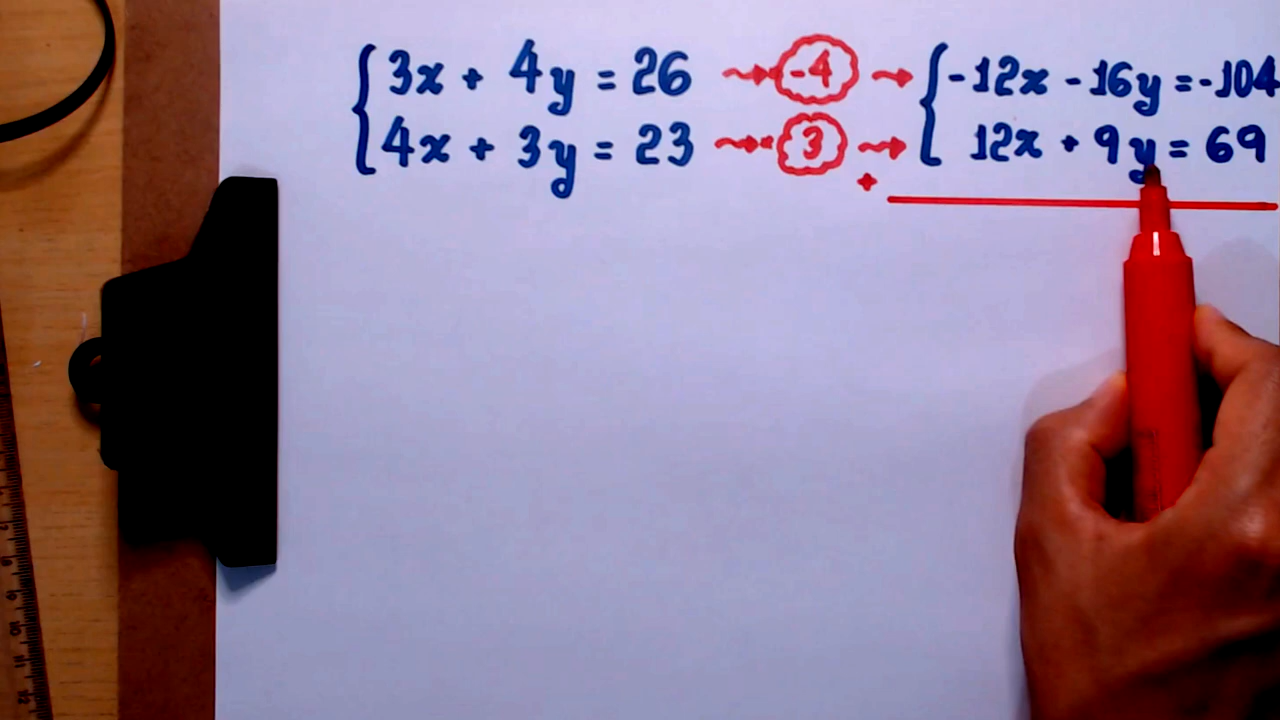 3x + 4y = 26 → -4 → -12x - 16y = -104
4x + 3y = 23 → 3 → 12x + 9y = 69
+